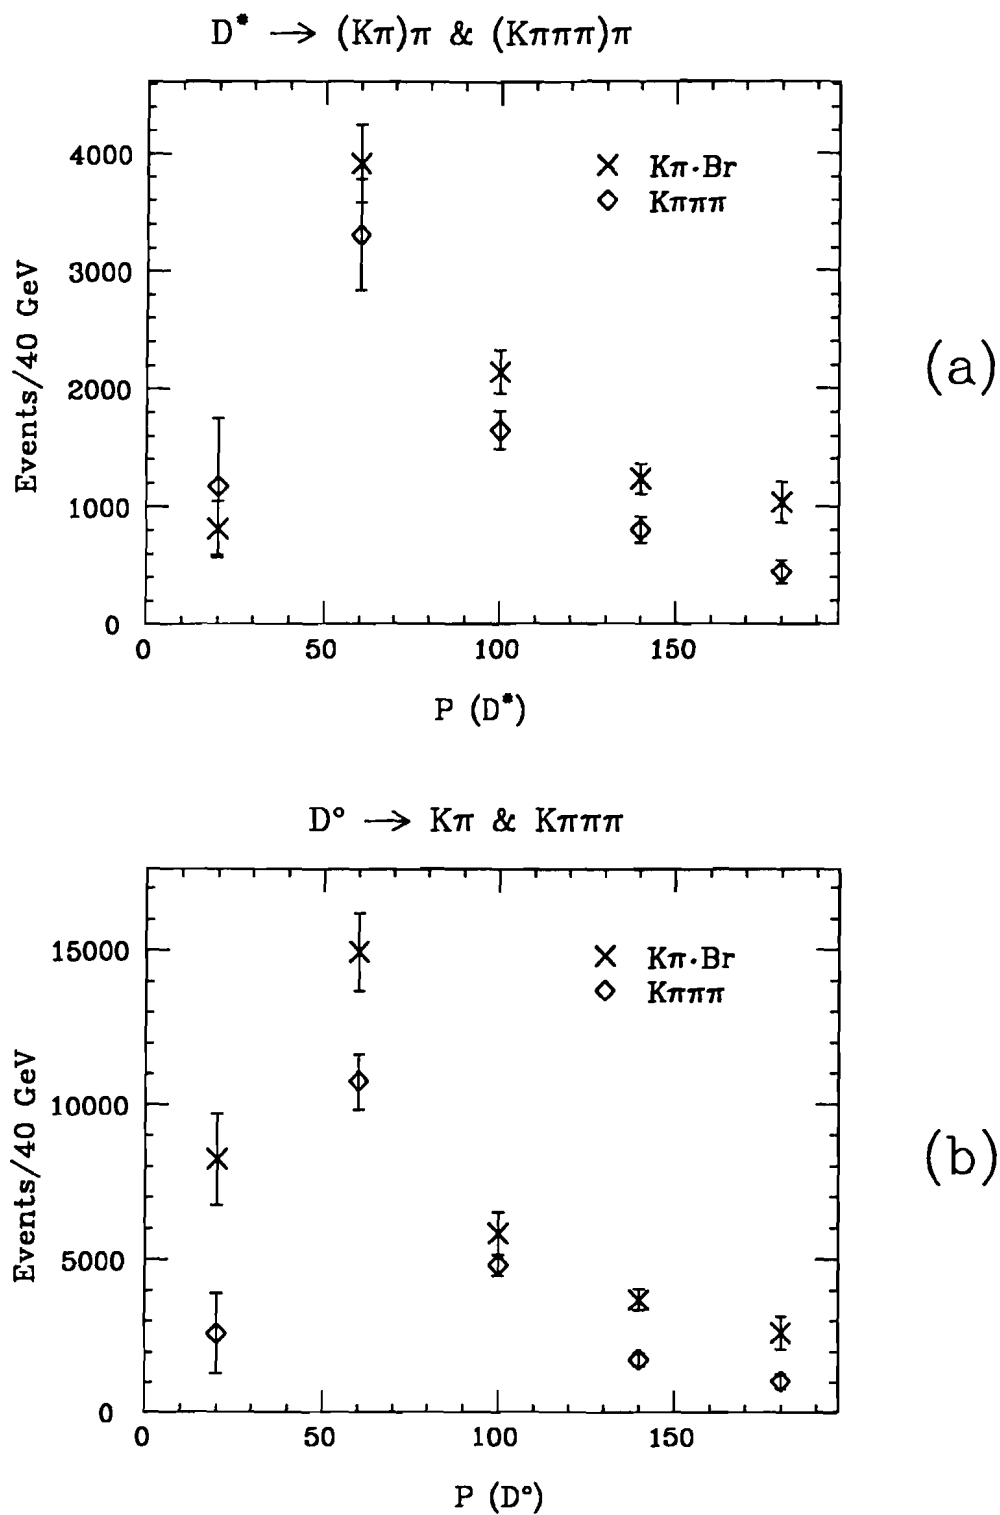 D* → (Kπ)π & (Kπππ)π
4000
3000
2000
1000
0
Events/40 GeV
× Kπ·Br
◇ Kπππ
(a)
0 50 100 150
P (D*)
D° → Kπ & Kπππ
15000
10000
5000
0
Events/40 GeV
× Kπ·Br
◇ Kπππ
(b)
0 50 100 150
P (D°)